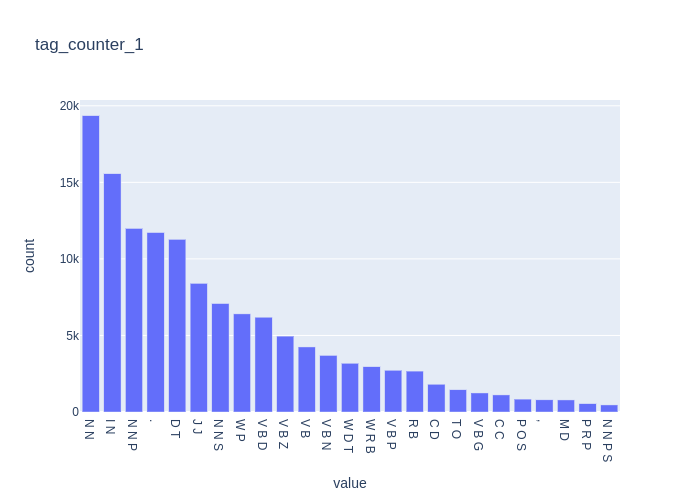 tag_counter_1
20k
15k
10k
5k
0
count
NN
IN
NNP
.
DT
JJ
NNS
WP
VBD
VBZ
VB
VBN
WDT
WRB
VBP
RB
CD
TO
VBG
CC
POS
,
MD
PRP
NNPS
value